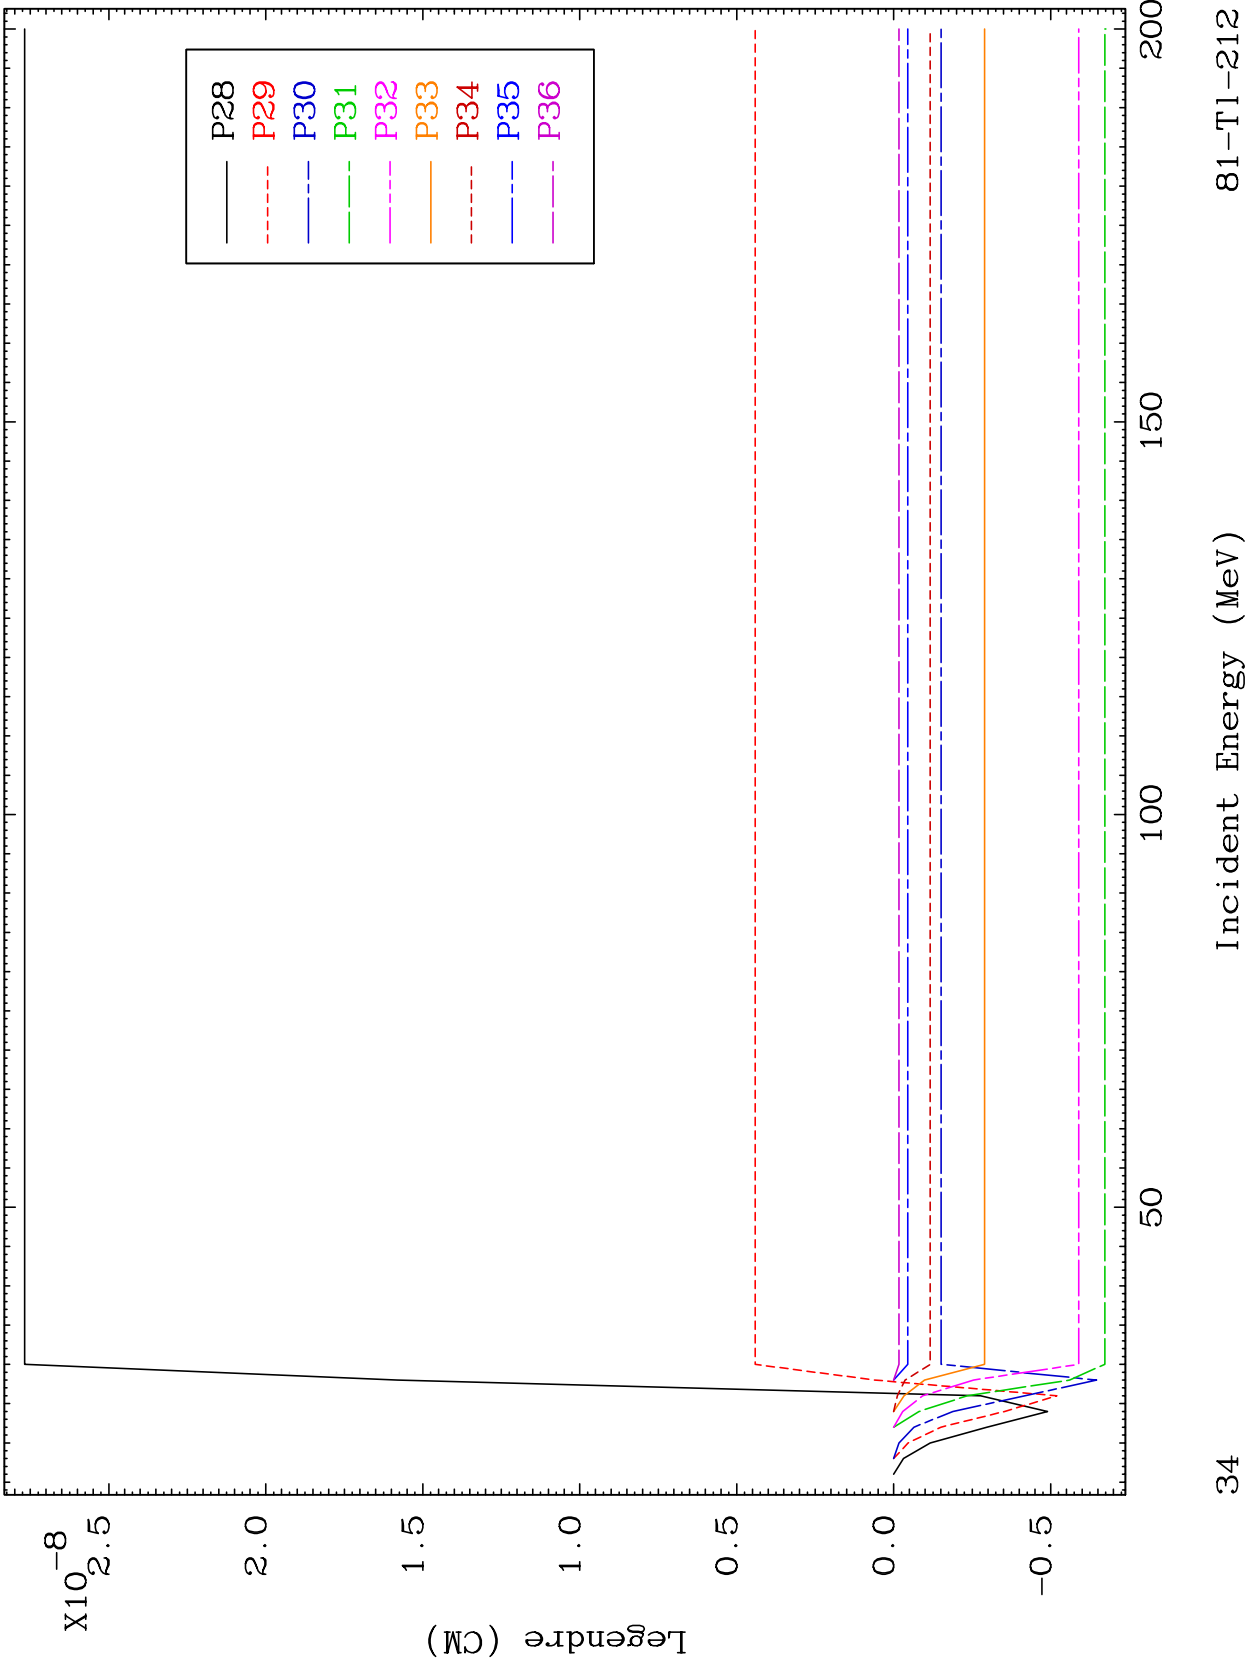 X10-8
2.5
2.0
1.5
1.0
0.5
0.0
-0.5
Legendre (CM)
P28
P29
P30
P31
P32
P33
P34
P35
P36
50
100
150
200
Incident Energy (MeV)
34
81-Tl-212